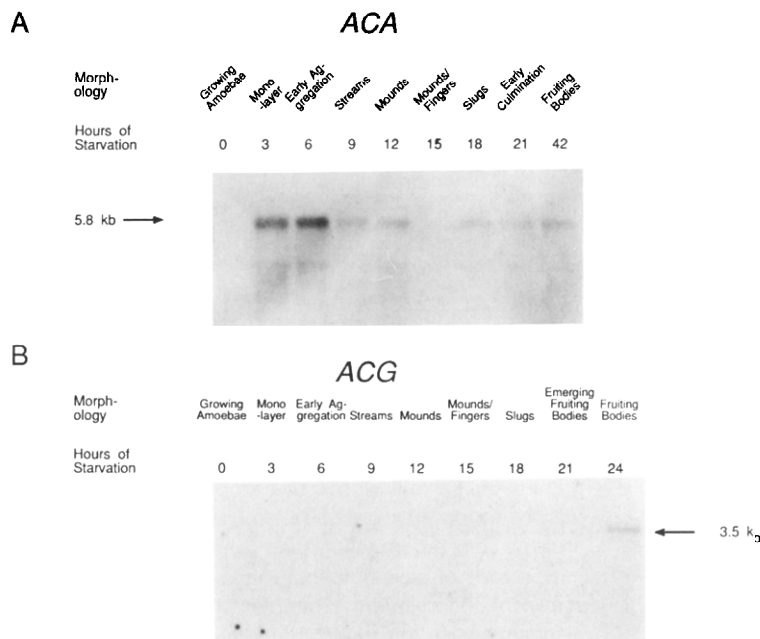 A
ACA
Morph-
ology
Growing
Amoebae
Mono
-layer
Early Ag-
gregation
Streams
Mounds
Mounds/
Fingers
Slugs
Early
Culmination
Fruiting
Bodies
Hours of
Starvation
0 3 6 9 12 15 18 21 42
5.8 kb
B
ACG
Morph-
ology
Growing
Amoebae
Mono
-layer
Early Ag-
gregation
Streams
Mounds
Mounds/
Fingers
Slugs
Emerging
Fruiting
Bodies
Fruiting
Bodies
Hours of
Starvation
0 3 6 9 12 15 18 21 24
3.5 k